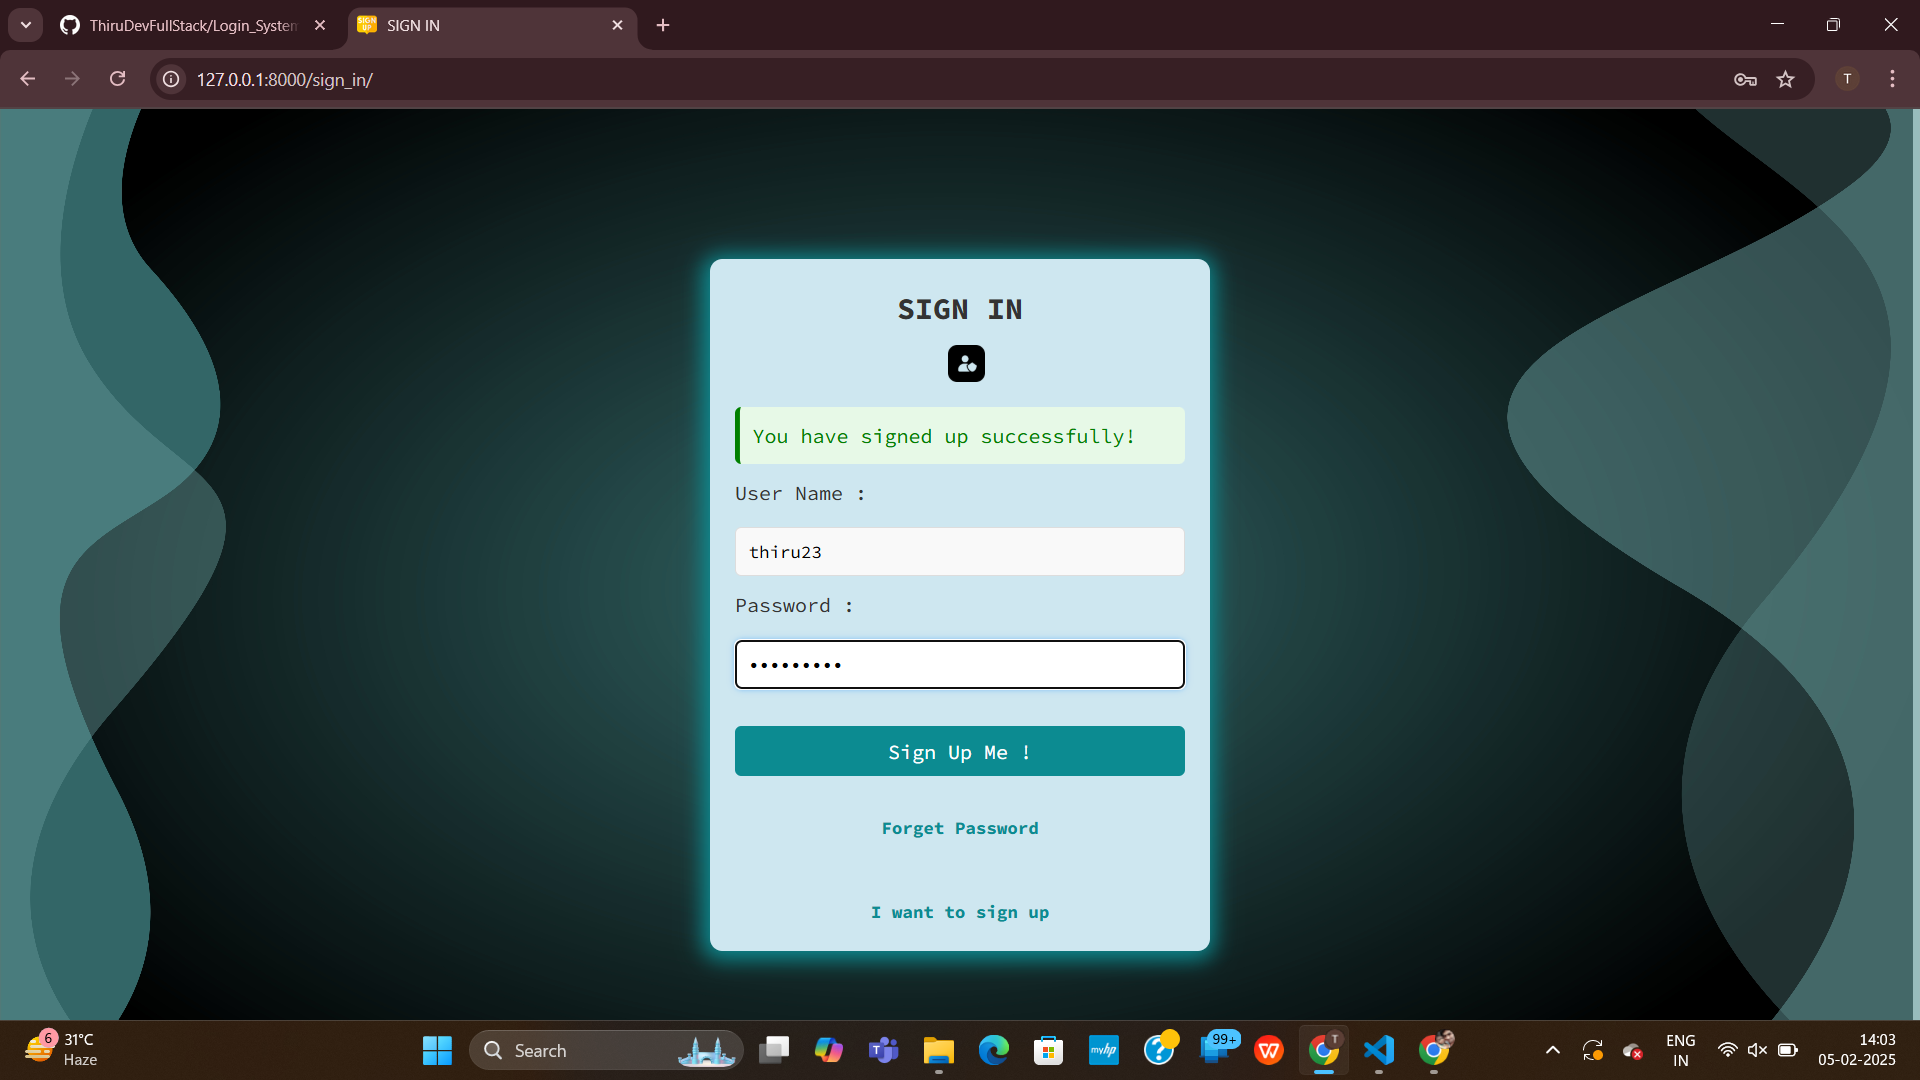 ThiruDevFullStack/Login_System
SIGN IN
127.0.0.1:8000/sign_in/
T
SIGN IN
You have signed up successfully!
User Name :
thiru23
Password :
•••••••••
Sign Up Me !
Forget Password
I want to sign up
6
31°C
Haze
Search
T
myhp
?
99+
W
T
ENG
IN
14:03
05-02-2025